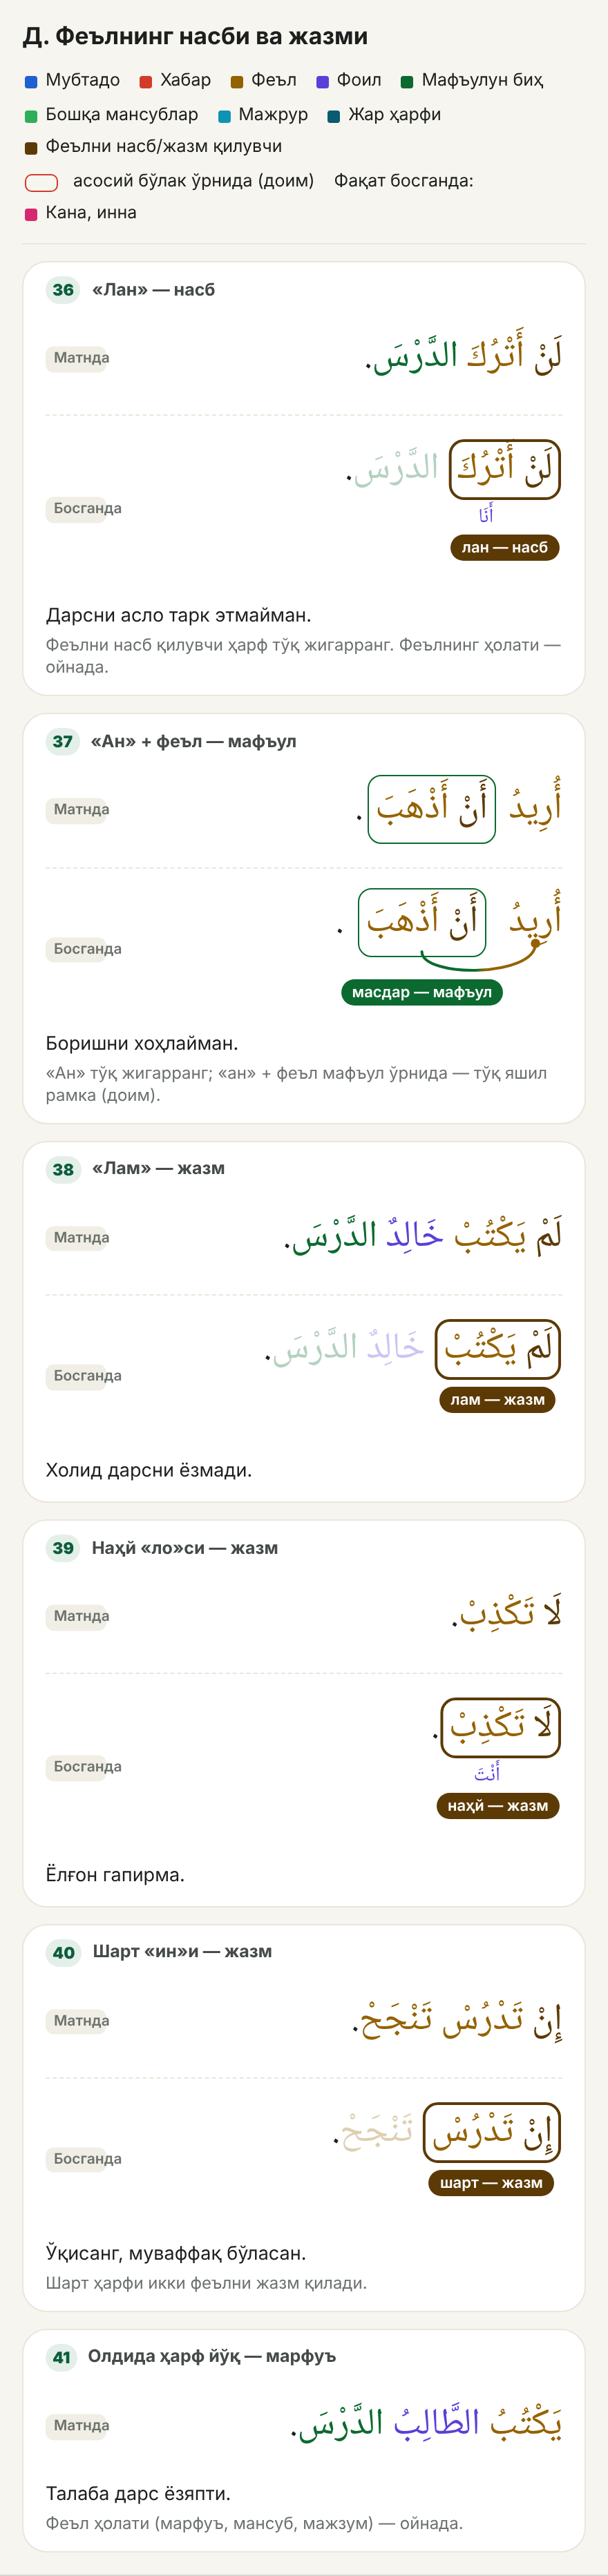 Д. Феълнинг насби ва жазми
Мубтадо Хабар Феъл Фоил Мафъулун биҳ
Бошқа мансублар Мажрур Жар ҳарфи
Феълни насб/жазм қилувчи
асосий бўлак ўрнида (доим) Фақат босганда:
Кана, инна
36 «Лан» — насб
Матнда
لَنْ أَتْرُكَ الدَّرْسَ.
لَنْ أَتْرُكَ الدَّرْسَ.
Босганда
أَنَا
лан — насб
Дарсни асло тарк этмайман.
Феълни насб қилувчи ҳарф тўқ жигарранг. Феълнинг ҳолати —
ойнада.
37 «Ан» + феъл — мафъул
Матнда
أُرِيدُ أَنْ أَذْهَبَ.
أُرِيدُ أَنْ أَذْهَبَ.
Босганда
масдар — мафъул
Боришни хоҳлайман.
«Ан» тўқ жигарранг; «ан» + феъл мафъул ўрнида — тўқ яшил
рамка (доим).
38 «Лам» — жазм
Матнда
لَمْ يَكْتُبْ خَالِدٌ الدَّرْسَ.
لَمْ يَكْتُبْ خَالِدٌ الدَّرْسَ.
Босганда
лам — жазм
Холид дарсни ёзмади.
39 Наҳй «ло»си — жазм
Матнда
لَا تَكْذِبْ.
لَا تَكْذِبْ.
Босганда
أَنْتَ
наҳй — жазм
Ёлғон гапирма.
40 Шарт «ин»и — жазм
Матнда
إِنْ تَدْرُسْ تَنْجَحْ.
إِنْ تَدْرُسْ تَنْجَحْ.
Босганда
шарт — жазм
Ўқисанг, муваффақ бўласан.
Шарт ҳарфи икки феълни жазм қилади.
41 Олдида ҳарф йўқ — марфуъ
Матнда
يَكْتُبُ الطَّالِبُ الدَّرْسَ.
Талаба дарс ёзяпти.
Феъл ҳолати (марфуъ, мансуб, мажзум) — ойнада.